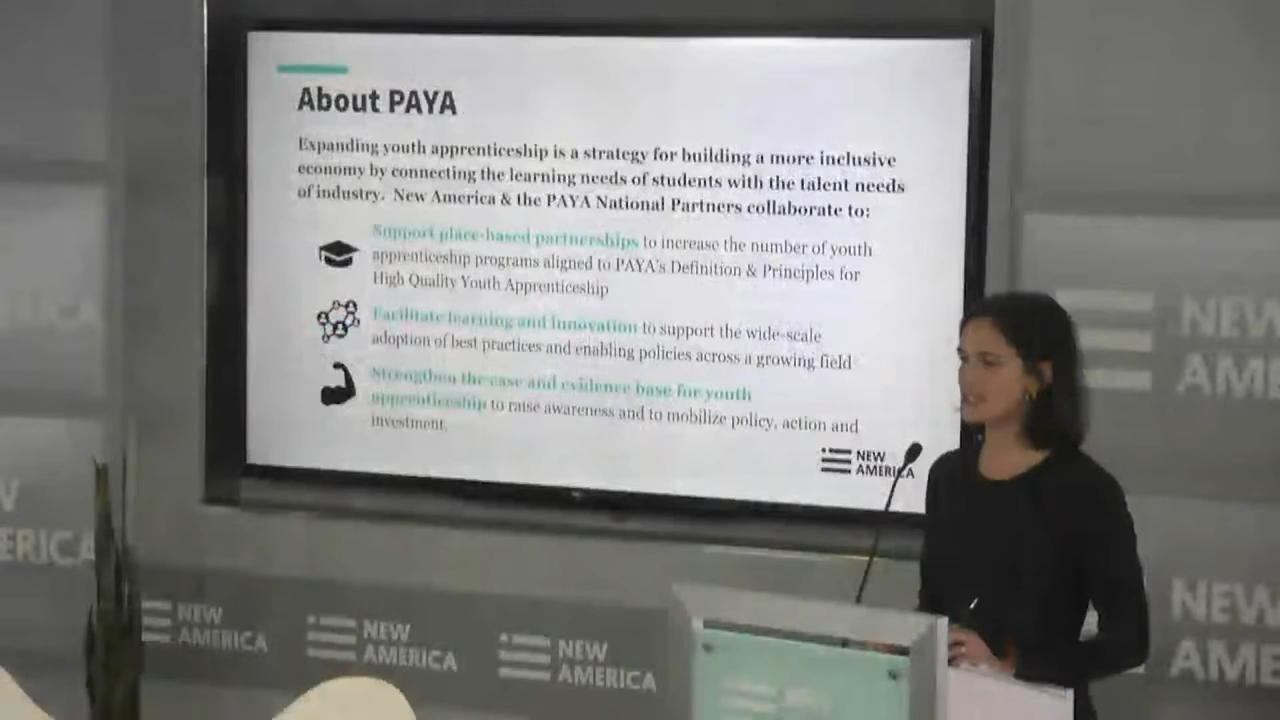 About PAYA
Expanding youth apprenticeship is a strategy for building a more inclusive
economy by connecting the learning needs of students with the talent needs
of industry. New America & the PAYA National Partners collaborate to:
Support place-based partnerships to increase the number of youth
apprenticeship programs aligned to PAYA's Definition & Principles for
High Quality Youth Apprenticeship
Facilitate learning and innovation to support the wide-scale
adoption of best practices and enabling policies across a growing field
Strengthen the case and evidence base for youth
apprenticeship to raise awareness and to mobilize policy, action and
investment.
NEW
AMERICA
NEW
AME
ERICA
NEW
AMERICA
NEW
AMERICA
NEW
AMERICA
NEW
AMER